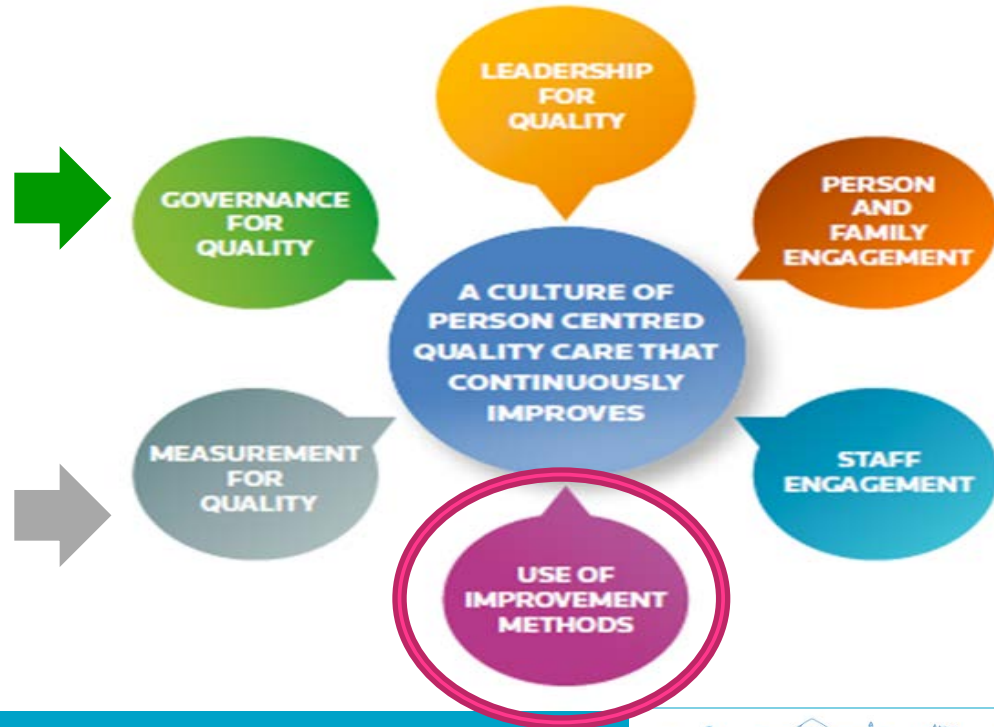 LEADERSHIP
FOR
QUALITY
GOVERNANCE
FOR
QUALITY
PERSON
AND
FAMILY
ENGAGEMENT
A CULTURE OF
PERSON CENTRED
QUALITY CARE THAT
CONTINUOUSLY
IMPROVES
MEASUREMENT
FOR
QUALITY
STAFF
ENGAGEMENT
USE OF
IMPROVEMENT
METHODS